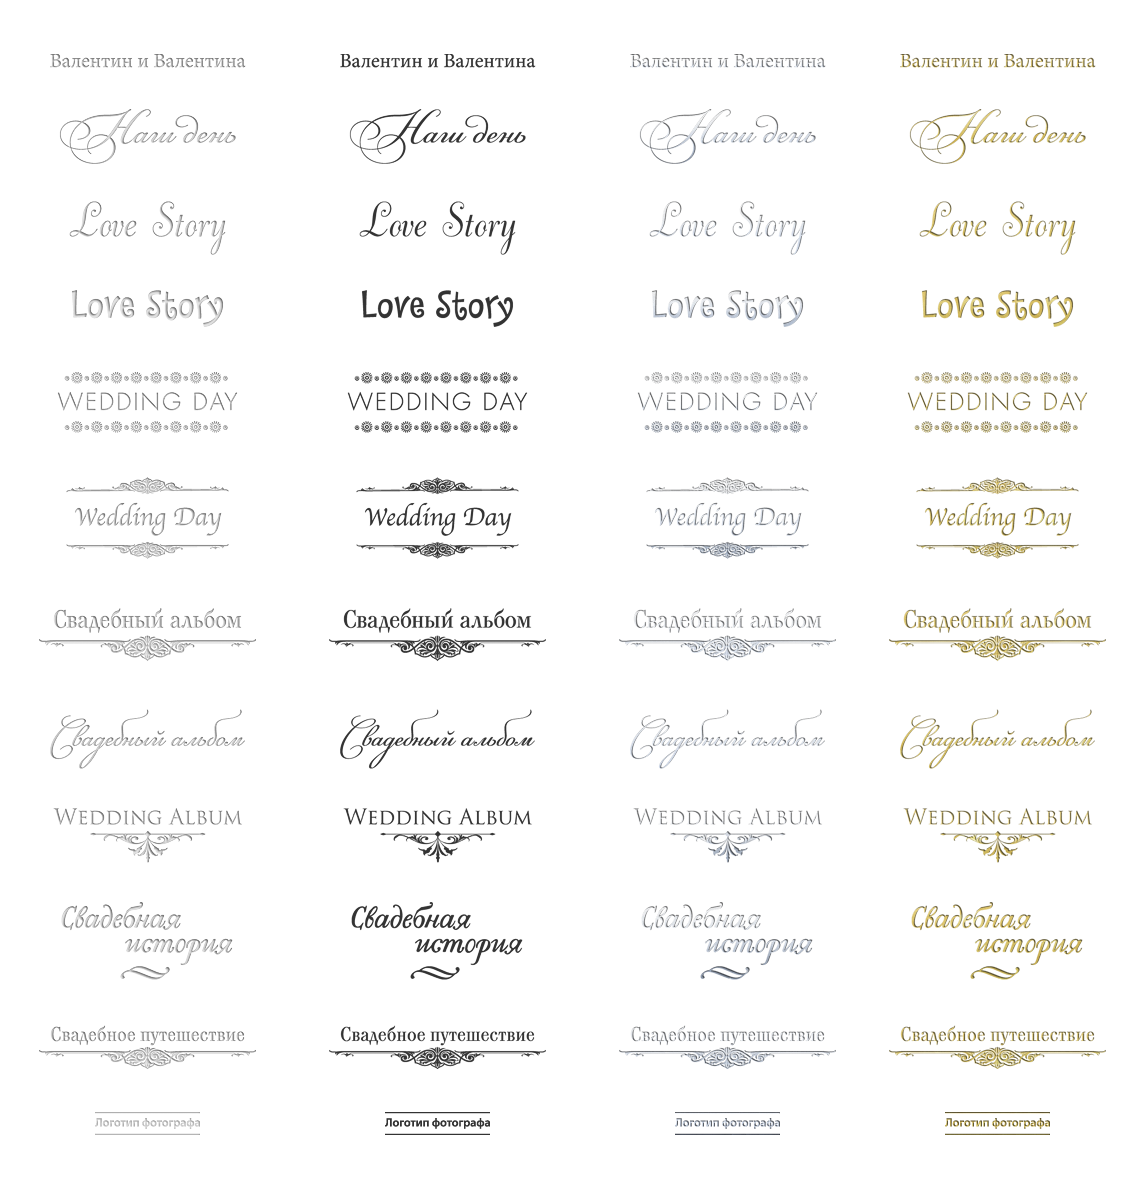 Валентин и Валентина Валентин и Валентина Валентин и Валентина Валентин и Валентина
Наш день Наш день Наш день Наш день
Love Story Love Story Love Story Love Story
Love Story Love Story Love Story Love Story
WEDDING DAY WEDDING DAY WEDDING DAY WEDDING DAY
Wedding Day Wedding Day Wedding Day Wedding Day
Свадебный альбом Свадебный альбом Свадебный альбом Свадебный альбом
Свадебный альбом Свадебный альбом Свадебный альбом Свадебный альбом
WEDDING ALBUM WEDDING ALBUM WEDDING ALBUM WEDDING ALBUM
Свадебная Свадебная Свадебная Свадебная
история история история история
Свадебное путешествие Свадебное путешествие Свадебное путешествие Свадебное путешествие
Логотип фотографа Логотип фотографа Логотип фотографа Логотип фотографа